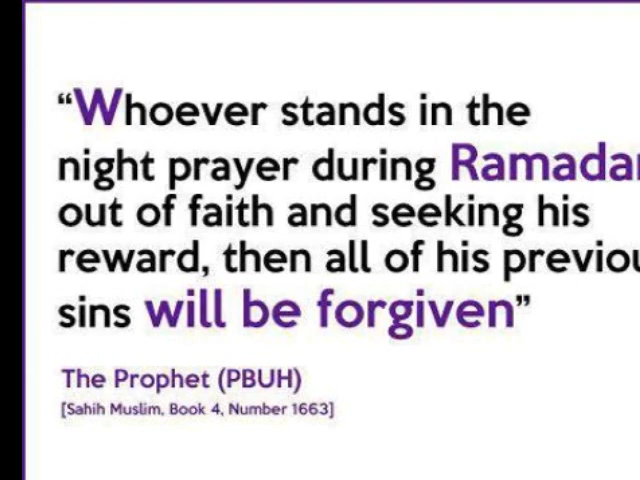 “Whoever stands in the
night prayer during Ramadan
out of faith and seeking his
reward, then all of his previou
sins will be forgiven”
The Prophet (PBUH)
[Sahih Muslim, Book 4, Number 1663]